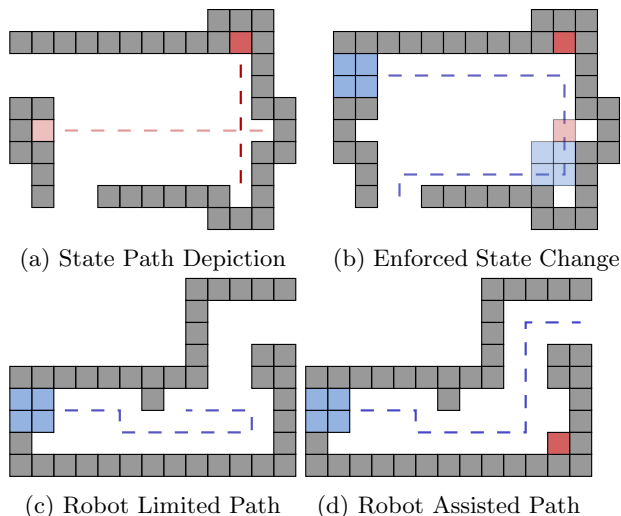 (a) State Path Depiction
(b) Enforced State Change
(c) Robot Limited Path
(d) Robot Assisted Path